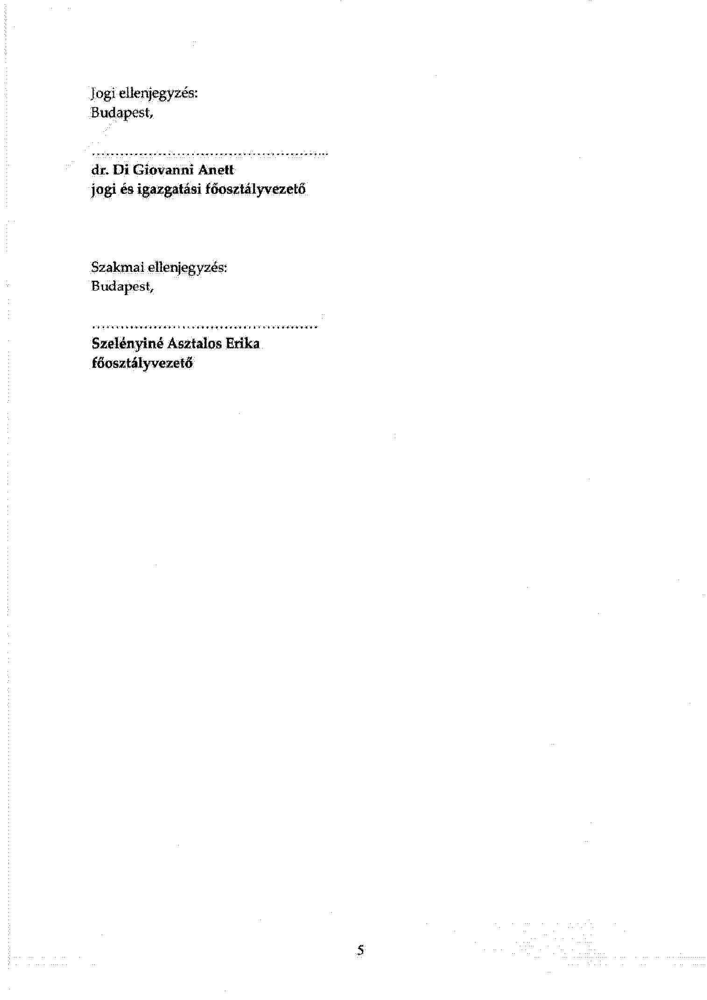 Jogi ellenjegyzés:
Budapest,
..................................................
dr. Di Giovanni Anett
jogi és igazgatási főosztályvezető
Szakmai ellenjegyzés:
Budapest,
................................................
Szelényiné Asztalos Erika
főosztályvezető
5